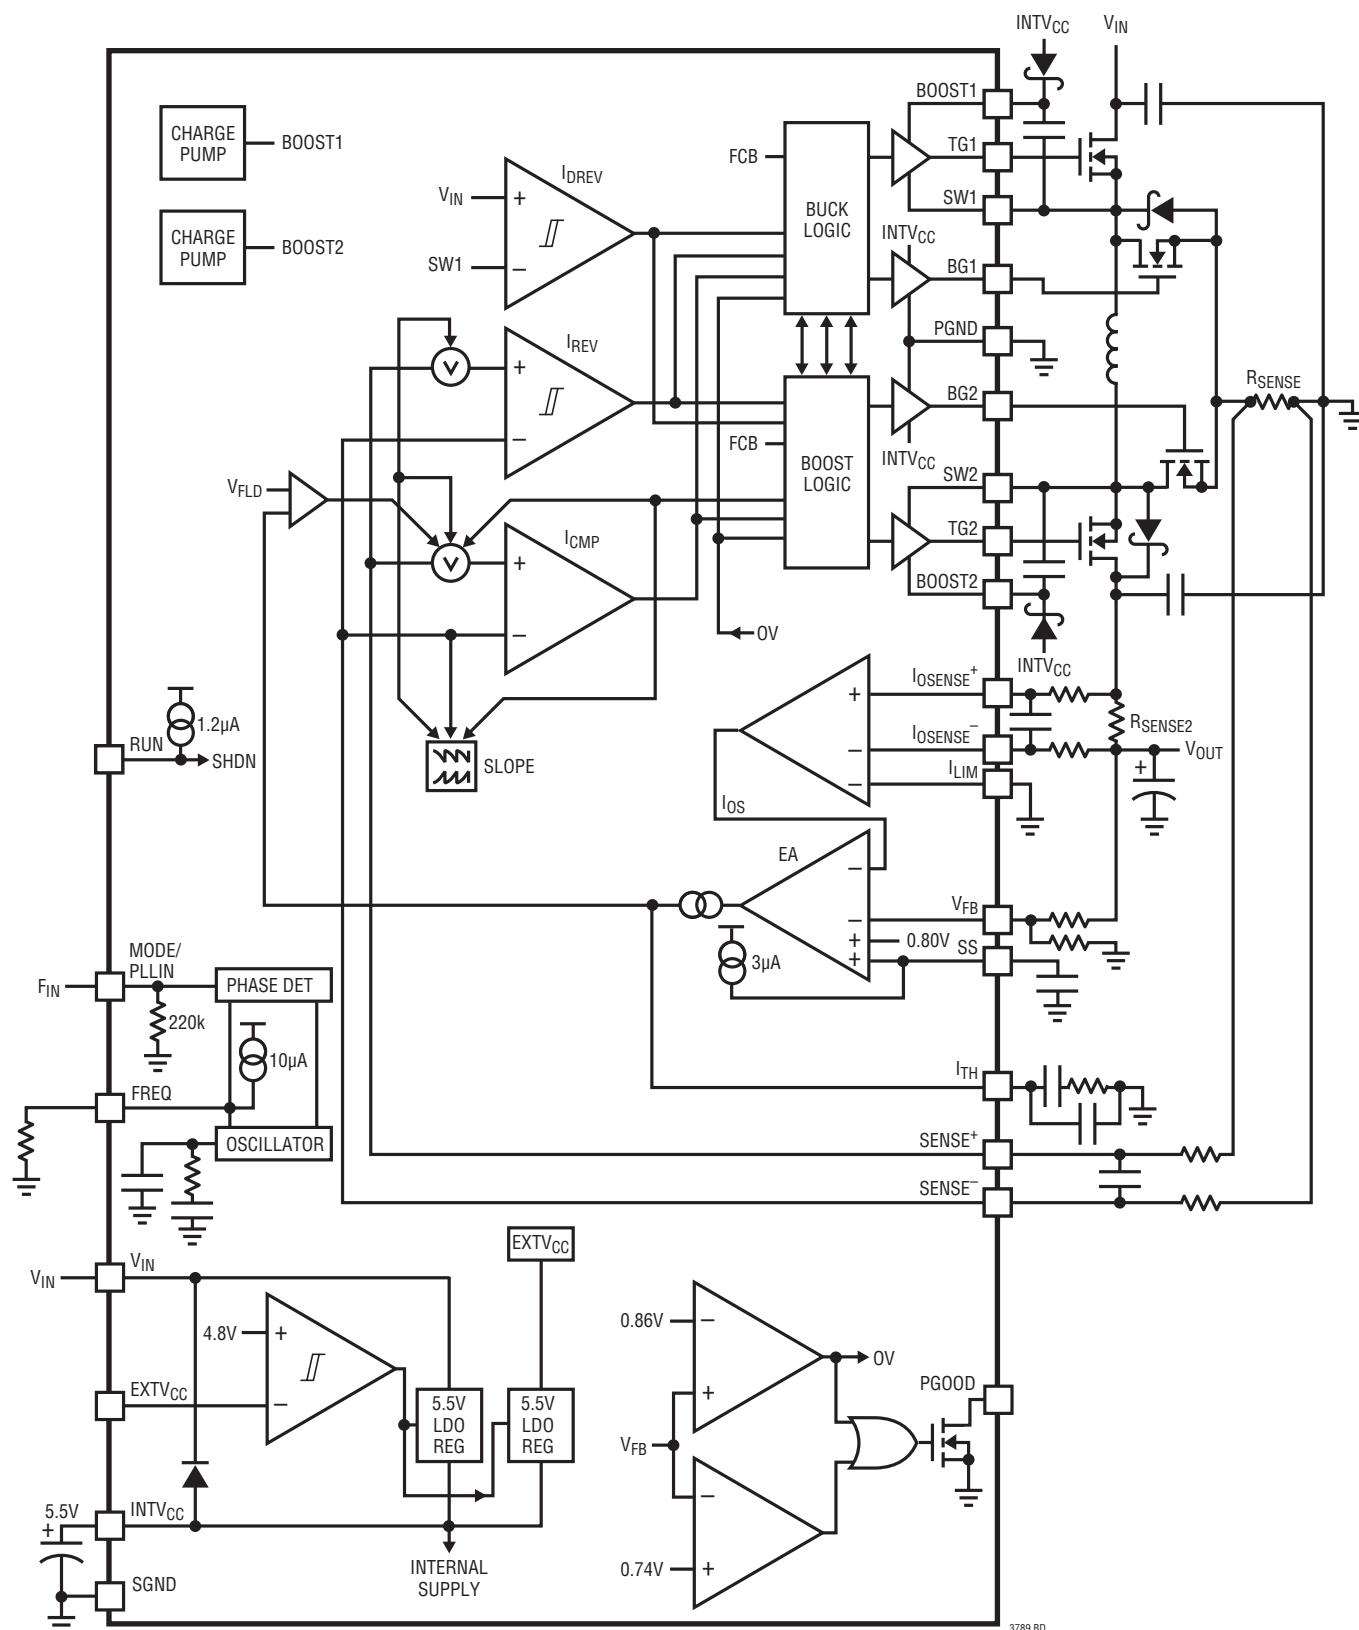 INTVCC
VIN
BOOST1
CHARGE
PUMP
BOOST1
FCB
TG1
IDREV
VIN
+
BUCK
LOGIC
SW1
CHARGE
PUMP
BOOST2
INTVCC
SW1
–
BG1
IREV
PGND
V
+
RSENSE
BG2
–
FCB
INTVCC
BOOST
LOGIC
SW2
VFLD
ICMP
TG2
V
+
BOOST2
–
OV
INTVCC
IOSENSE+
+
1.2µA
RSENSE2
RUN
SHDN
IOSENSE–
–
VOUT
SLOPE
ILIM
–
+
IOS
EA
–
VFB
–
MODE/
PLLIN
+
0.80V
SS
3µA
+
FIN
PHASE DET
220k
10µA
ITH
FREQ
OSCILLATOR
SENSE+
SENSE–
EXTVCC
VIN
VIN
4.8V
+
0.86V
–
OV
PGOOD
EXTVCC
–
5.5V
LDO
REG
5.5V
LDO
REG
+
VFB
–
5.5V
+
INTVCC
INTERNAL
SUPPLY
0.74V
+
SGND
3789 BD